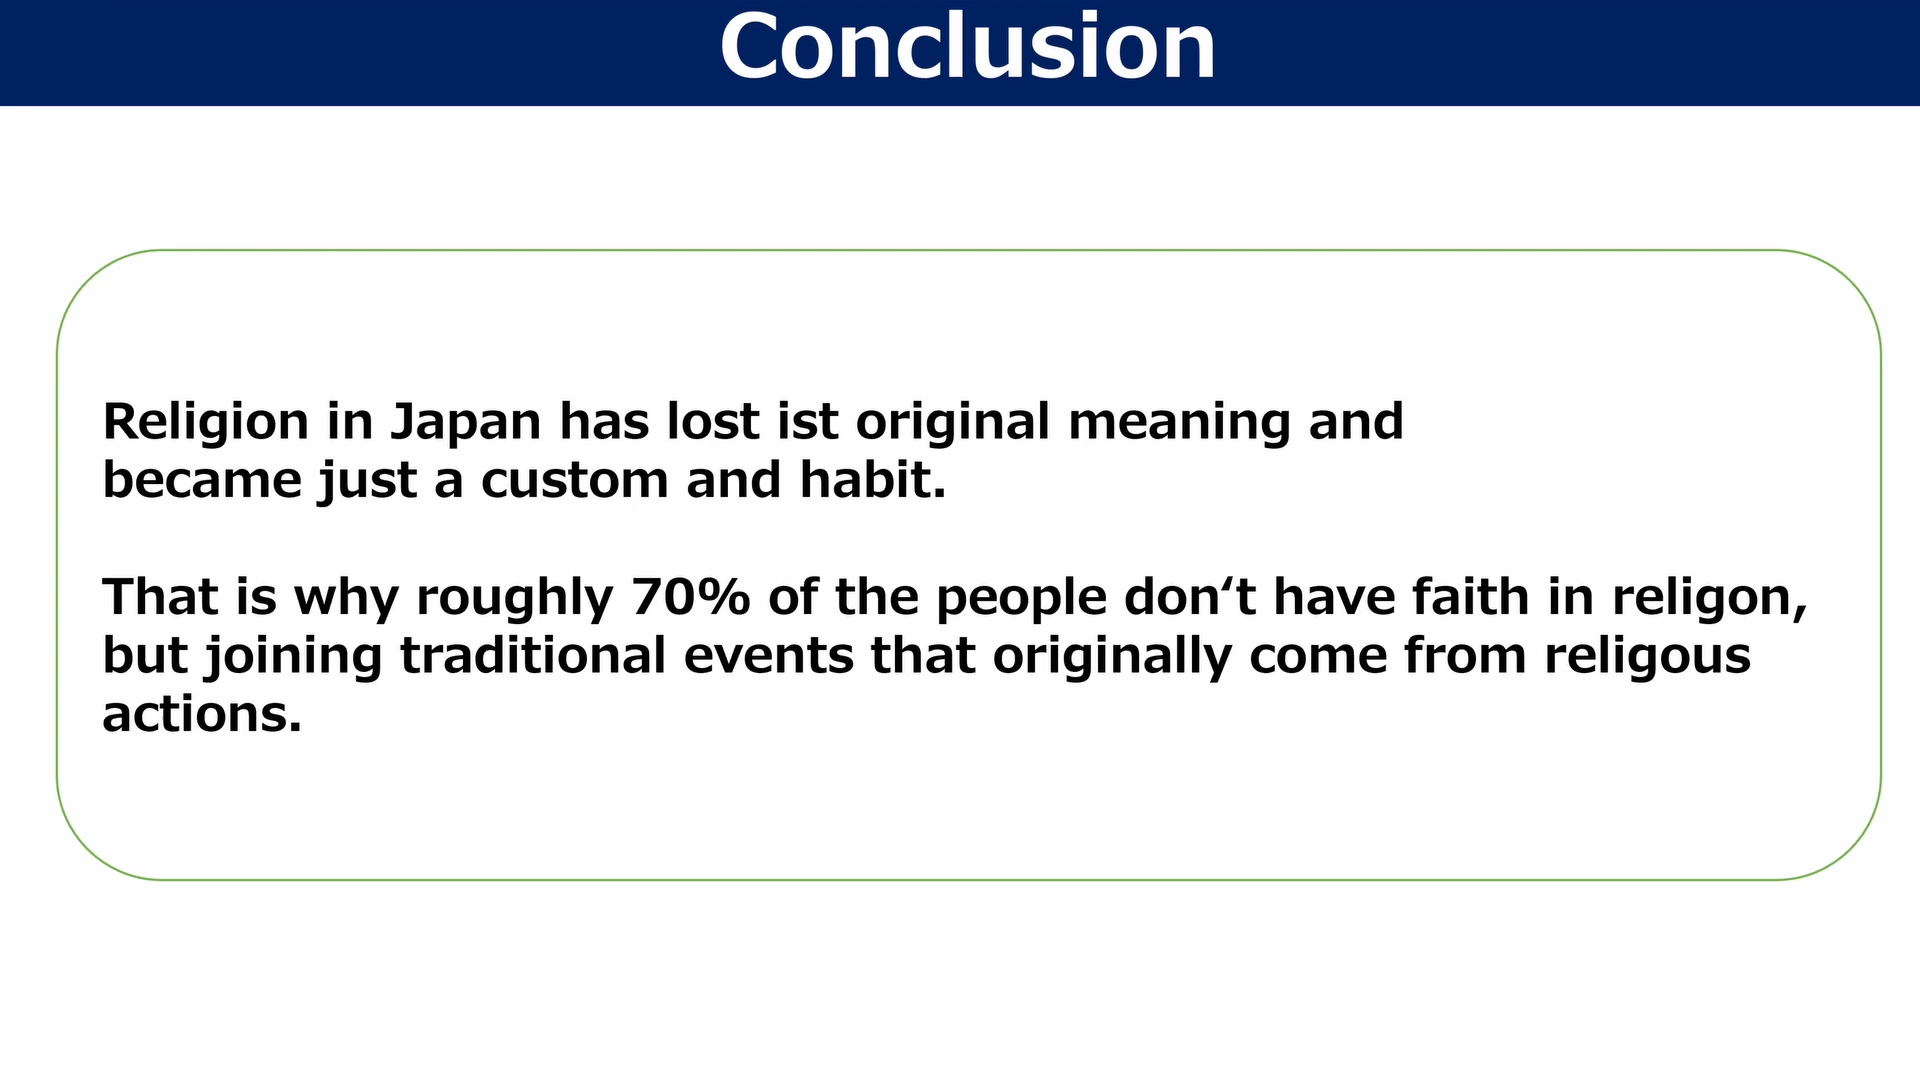 Conclusion
Religion in Japan has lost ist original meaning and
became just a custom and habit.
That is why roughly 70% of the people don‘t have faith in religon,
but joining traditional events that originally come from religous
actions.